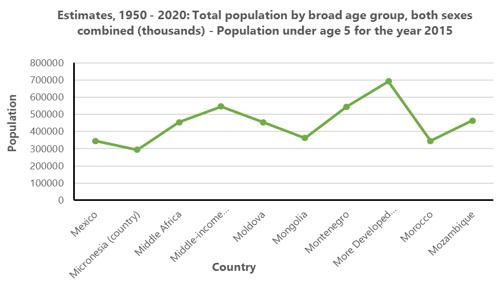 Estimates, 1950 - 2020: Total population by broad age group, both sexes
combined (thousands) - Population under age 5 for the year 2015
800000
700000
600000
500000
400000
300000
200000
100000
0
Population
Mexico
Micronesia (country)
Middle Africa
Middle-income...
Moldova
Mongolia
Montenegro
More Developed...
Morocco
Mozambique
Country